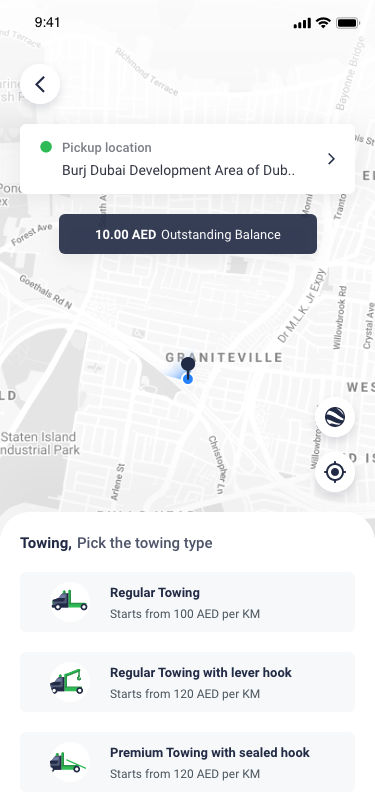 9:41
Terrace
Richmond Terrace
Bayonne Bridge
Pickup location
Burj Dubai Development Area of Dub..
10.00 AED Outstanding Balance
Forest Ave
Goethals Rd N
Dr M.L.K. Jr Expy
Willowbrook Rd
Crystal Ave
GRANITEVILLE
WES
LD
Staten Island
ndustrial Park
Arlene St
Christopher Ln
Towing, Pick the towing type
Regular Towing
Starts from 100 AED per KM
Regular Towing with lever hook
Starts from 120 AED per KM
Premium Towing with sealed hook
Starts from 120 AED per KM